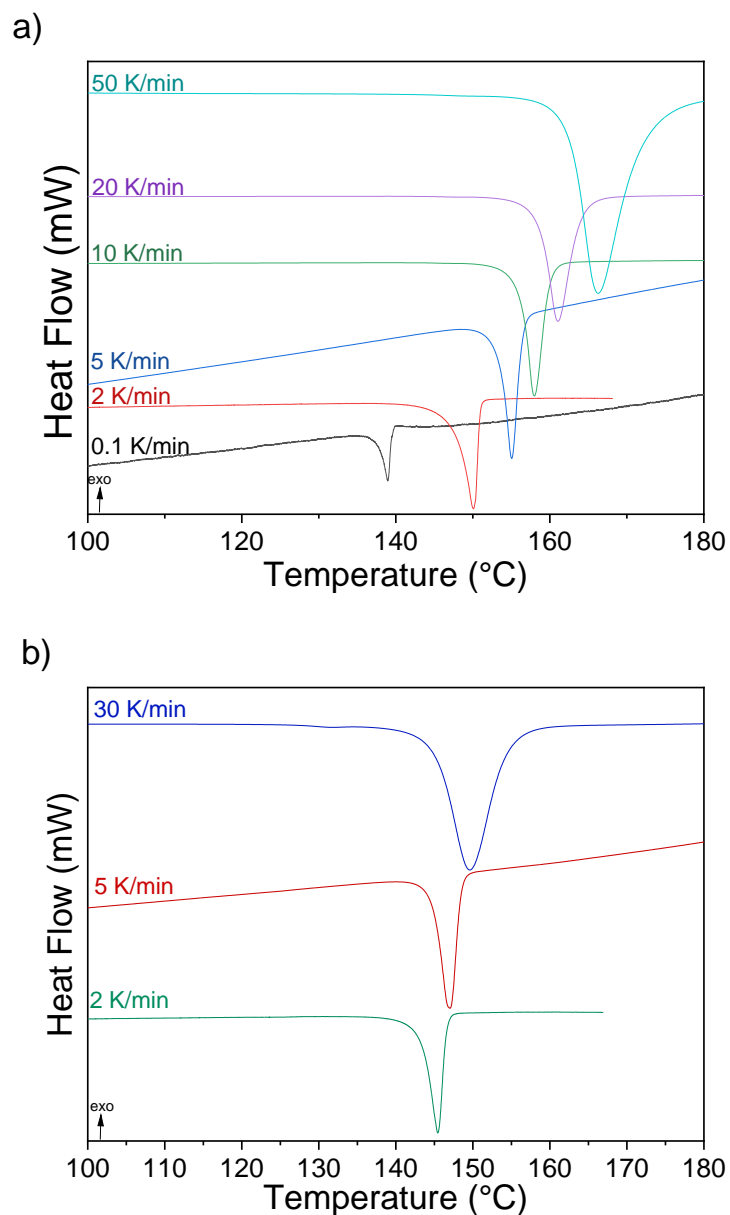 a)
50 K/min
20 K/min
10 K/min
5 K/min
2 K/min
0.1 K/min
exo
Heat Flow (mW)
100 120 140 160 180
Temperature (°C)
b)
30 K/min
5 K/min
2 K/min
exo
Heat Flow (mW)
100 110 120 130 140 150 160 170 180
Temperature (°C)